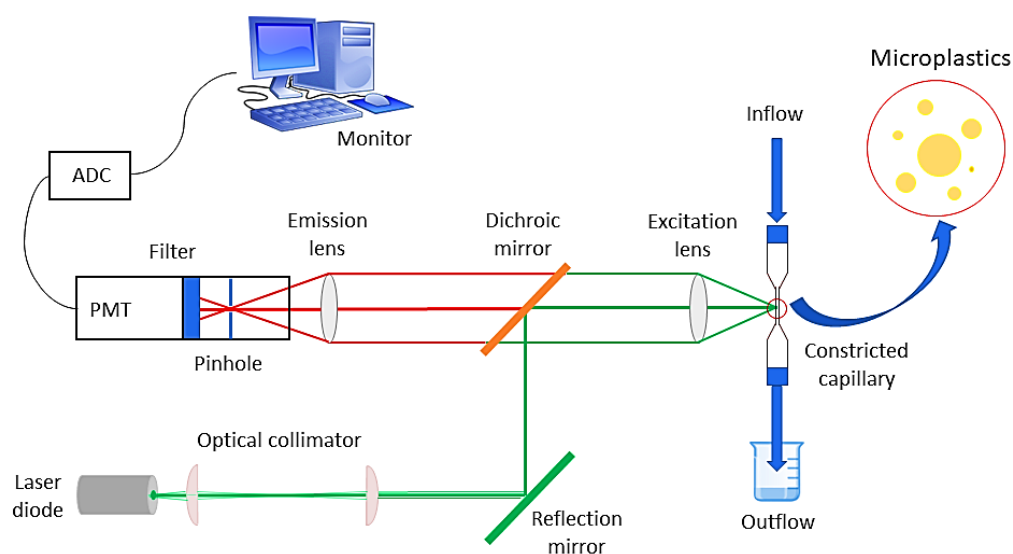 Microplastics
Monitor
Inflow
ADC
Emission
lens
Dichroic
mirror
Excitation
lens
Filter
PMT
Pinhole
Constricted
capillary
Optical collimator
Laser
diode
Reflection
mirror
Outflow